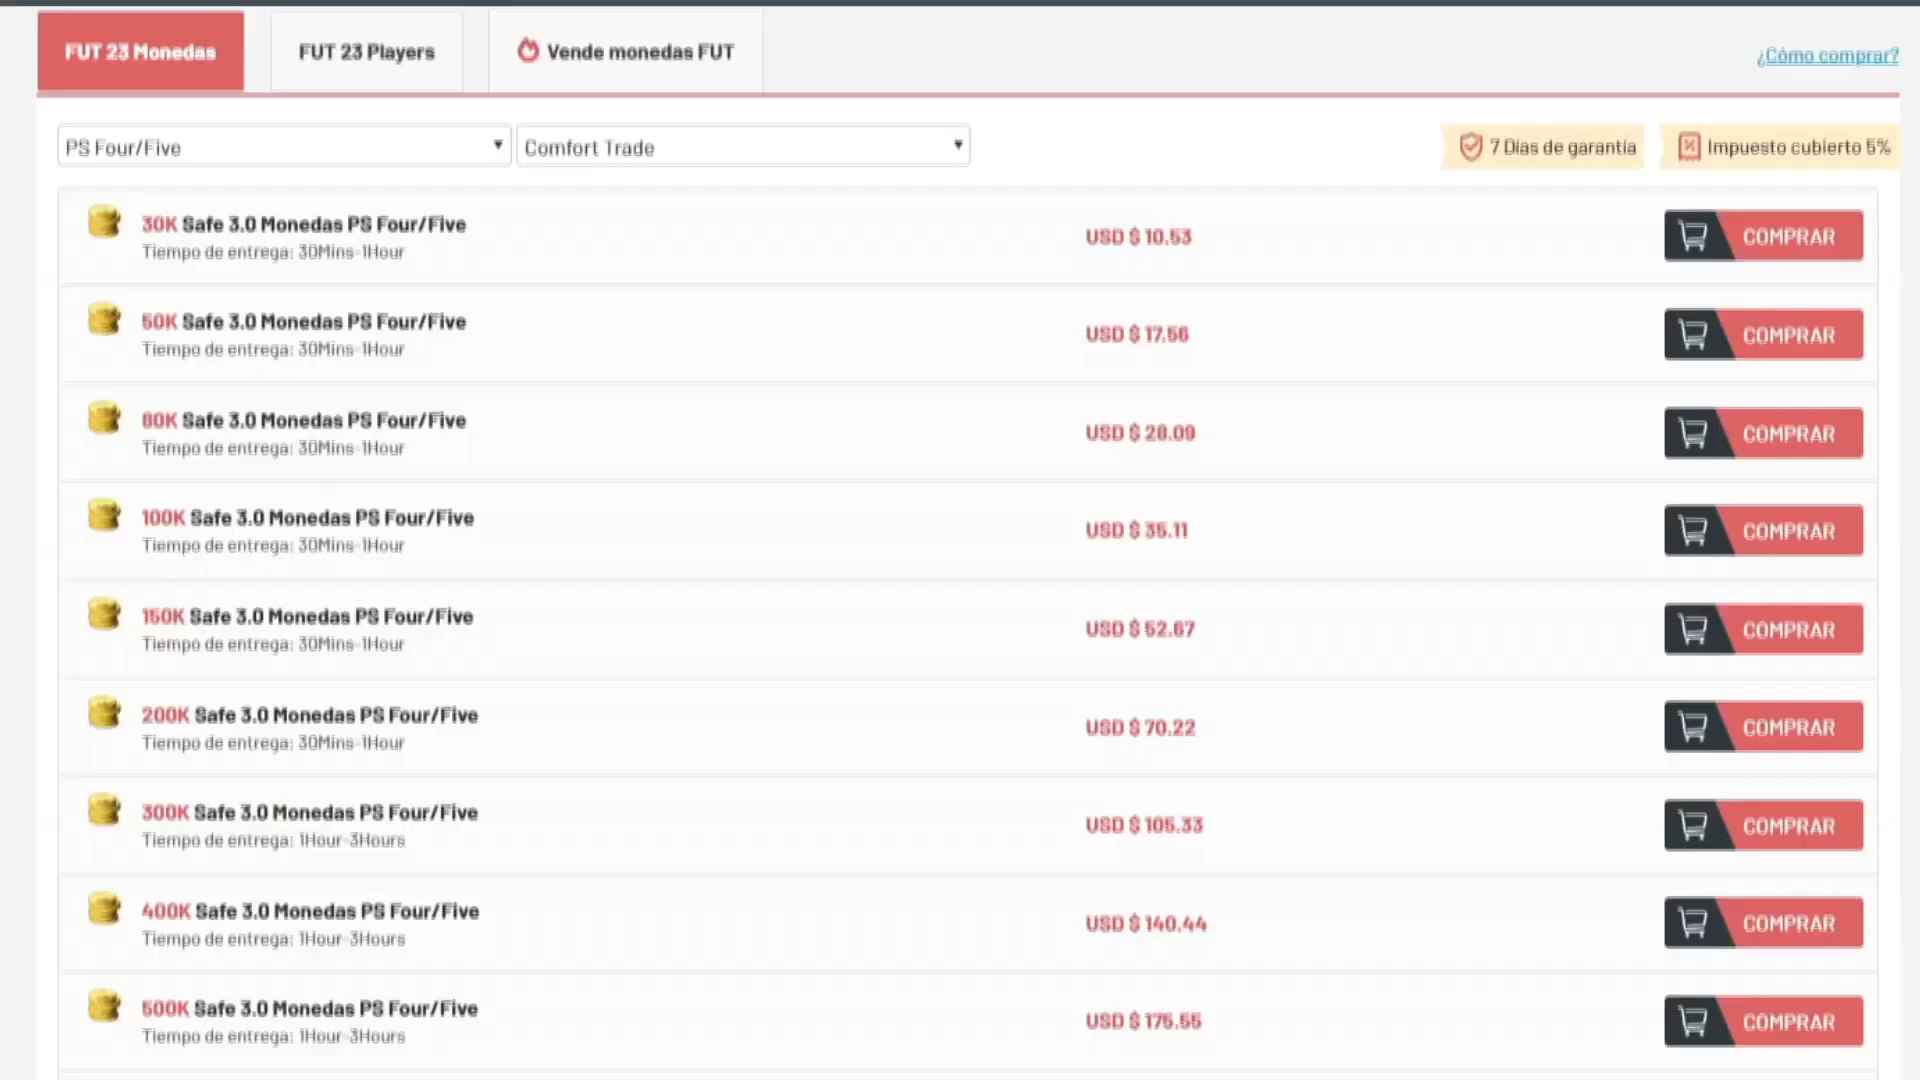 FUT 23 Monedas
FUT 23 Players
Vende monedas FUT
¿Cómo comprar?
PS Four/Five
Comfort Trade
7 Días de garantía
Impuesto cubierto 5%
30K Safe 3.0 Monedas PS Four/Five
Tiempo de entrega: 30Mins-1Hour
USD $ 10.53
COMPRAR
50K Safe 3.0 Monedas PS Four/Five
Tiempo de entrega: 30Mins-1Hour
USD $ 17.56
COMPRAR
80K Safe 3.0 Monedas PS Four/Five
Tiempo de entrega: 30Mins-1Hour
USD $ 28.09
COMPRAR
100K Safe 3.0 Monedas PS Four/Five
Tiempo de entrega: 30Mins-1Hour
USD $ 35.11
COMPRAR
150K Safe 3.0 Monedas PS Four/Five
Tiempo de entrega: 30Mins-1Hour
USD $ 52.67
COMPRAR
200K Safe 3.0 Monedas PS Four/Five
Tiempo de entrega: 30Mins-1Hour
USD $ 70.22
COMPRAR
300K Safe 3.0 Monedas PS Four/Five
Tiempo de entrega: 1Hour-3Hours
USD $ 105.33
COMPRAR
400K Safe 3.0 Monedas PS Four/Five
Tiempo de entrega: 1Hour-3Hours
USD $ 140.44
COMPRAR
500K Safe 3.0 Monedas PS Four/Five
Tiempo de entrega: 1Hour-3Hours
USD $ 175.55
COMPRAR